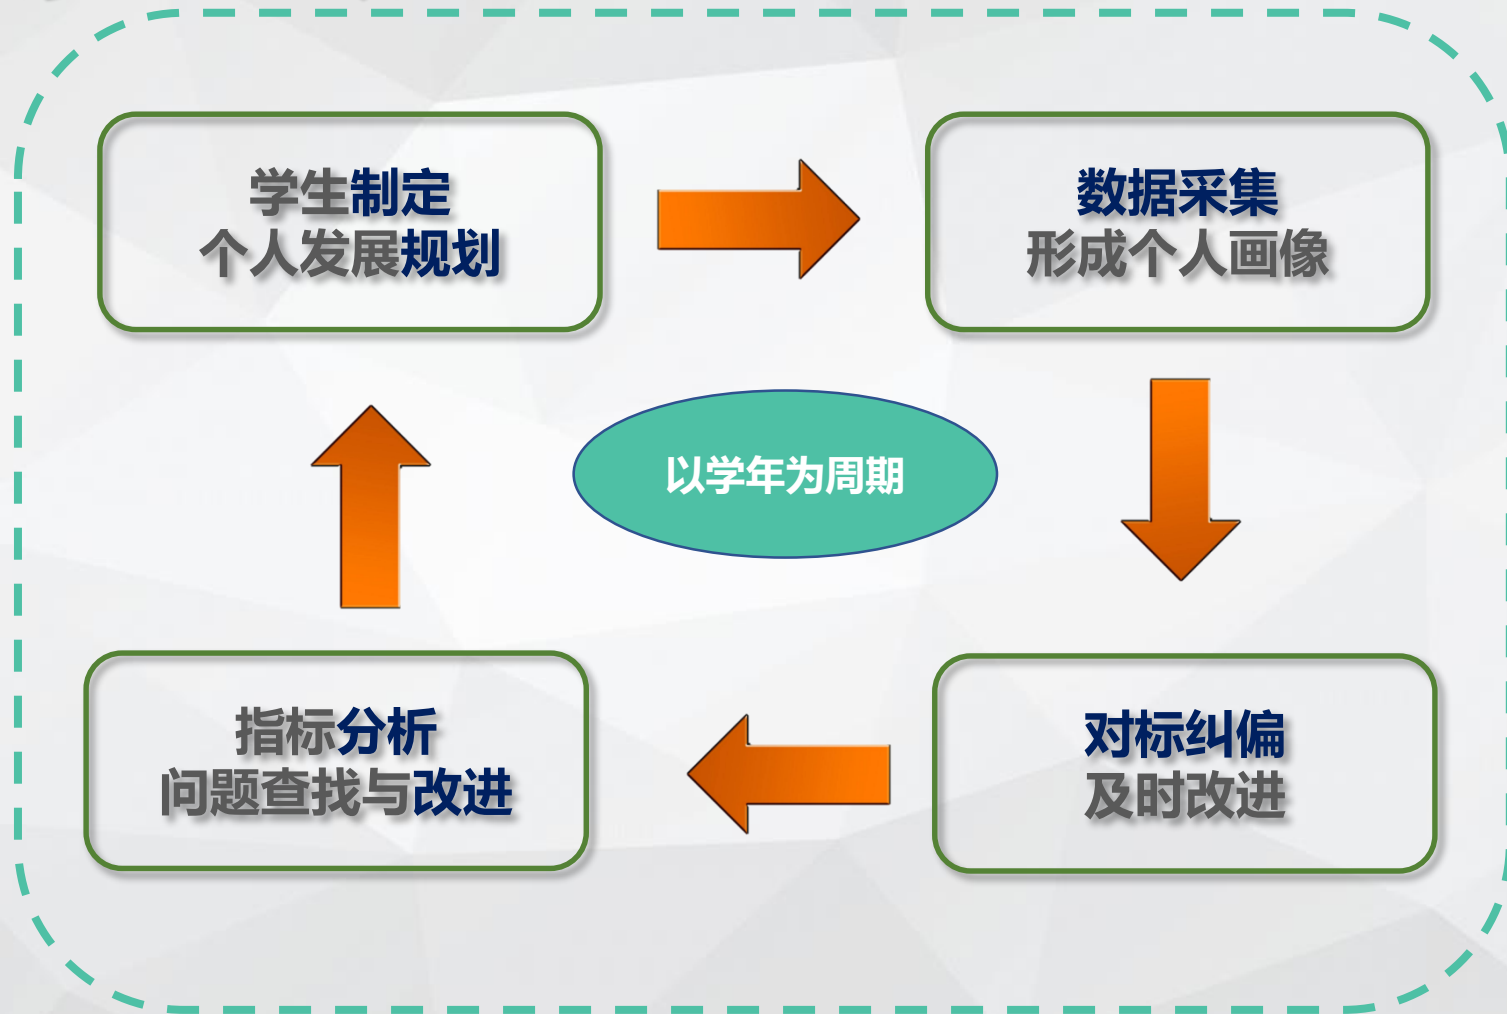 学生制定
个人发展规划
数据采集
形成个人画像
以学年为周期
指标分析
问题查找与改进
对标纠偏
及时改进